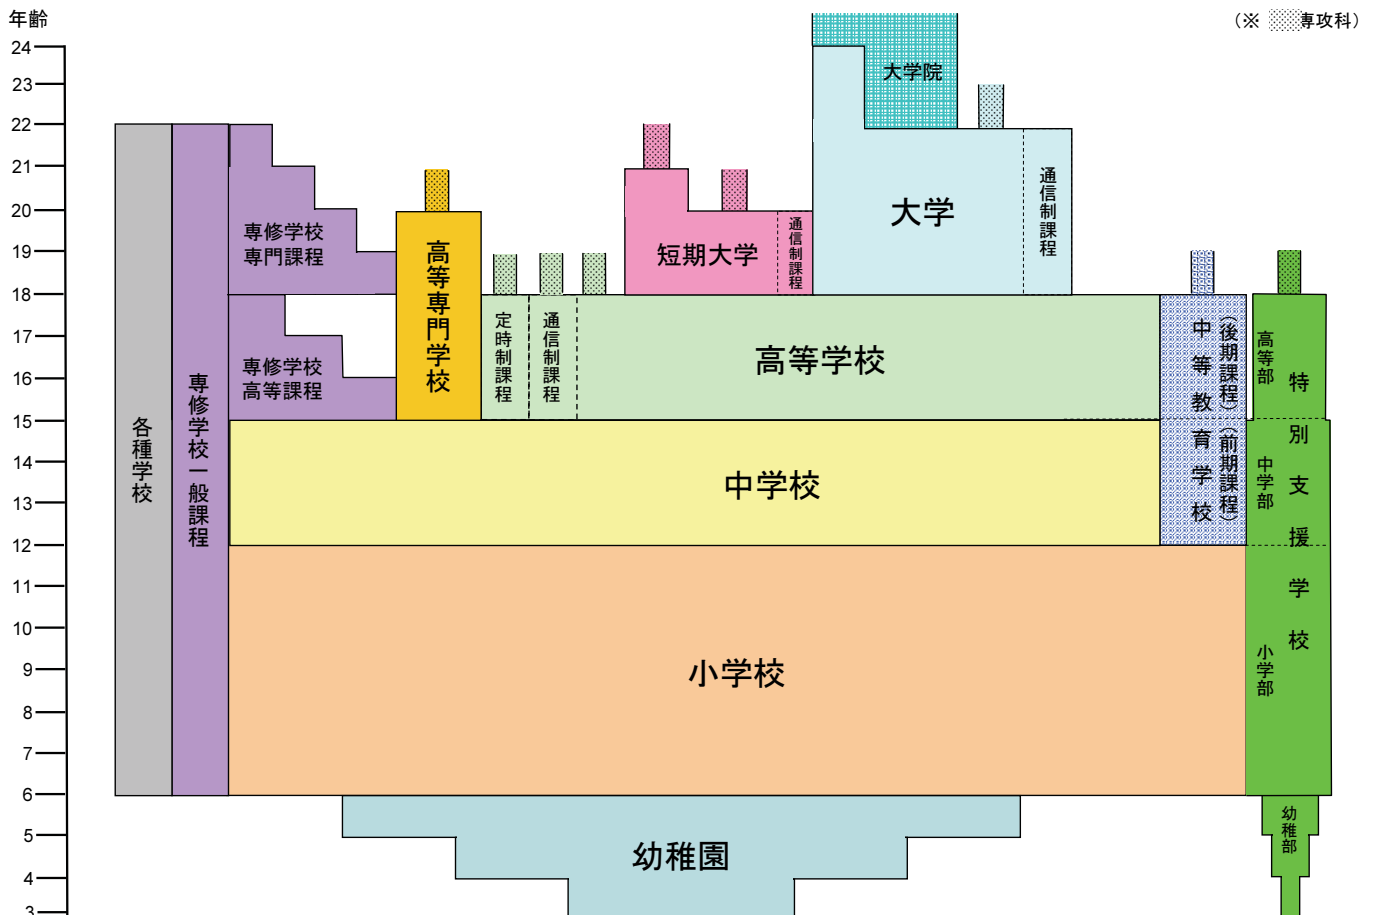 年齢
(※ 専攻科)
24
23
22
21
20
19
18
17
16
15
14
13
12
11
10
9
8
7
6
5
4
3
各種学校
専修学校一般課程
専修学校
専門課程
専修学校
高等課程
高等専門学校
定時制課程
通信制課程
短期大学
通信制課程
大学院
大学
通信制課程
高等学校
中等教育学校
(後期課程)
(前期課程)
特別支援学校
高等部
中学部
小学部
幼稚部
中学校
小学校
幼稚園